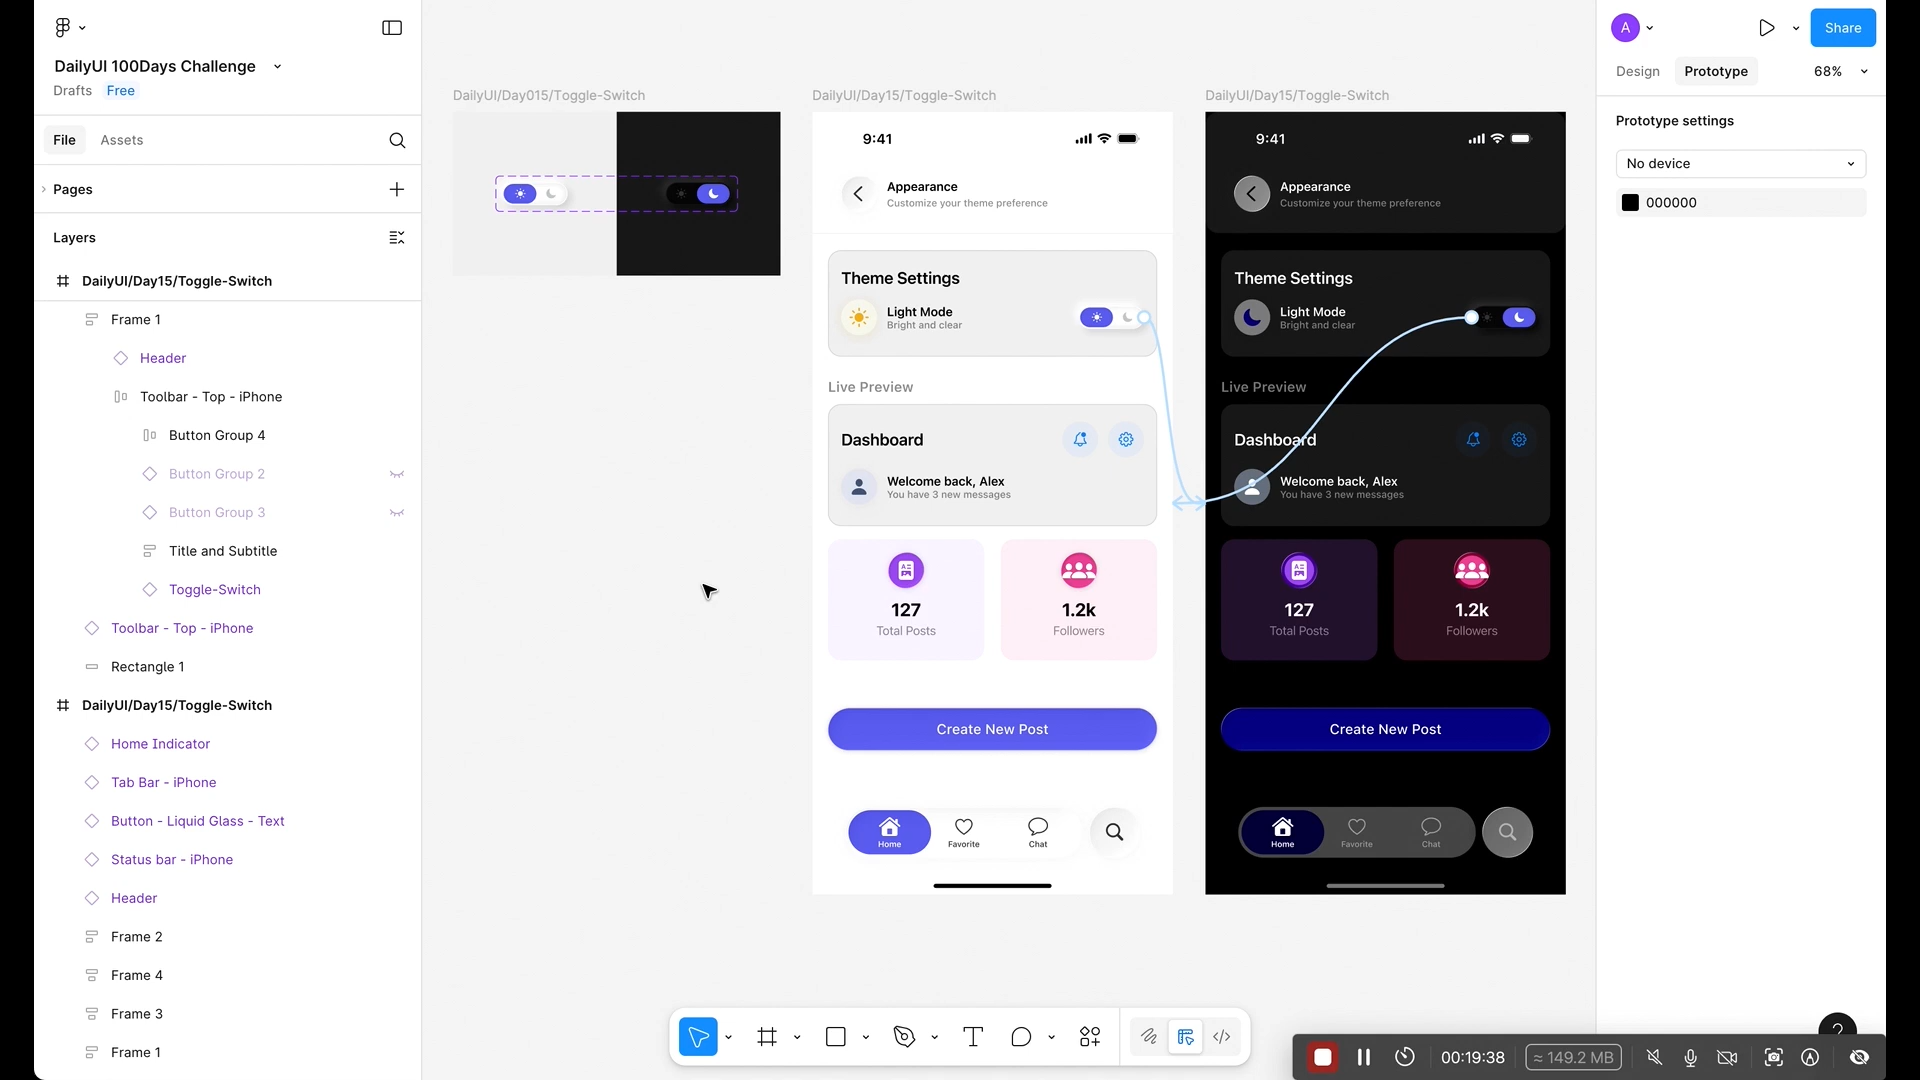 DailyUI 100Days Challenge
Drafts Free
File Assets
Pages
Layers
DailyUI/Day15/Toggle-Switch
Frame 1
Header
Toolbar - Top - iPhone
Button Group 4
Button Group 2
Button Group 3
Title and Subtitle
Toggle-Switch
Toolbar - Top - iPhone
Rectangle 1
DailyUI/Day15/Toggle-Switch
Home Indicator
Tab Bar - iPhone
Button - Liquid Glass - Text
Status bar - iPhone
Header
Frame 2
Frame 4
Frame 3
Frame 1
DailyUI/Day015/Toggle-Switch
DailyUI/Day15/Toggle-Switch
9:41
Appearance
Customize your theme preference
Theme Settings
Light Mode
Bright and clear
Live Preview
Dashboard
Welcome back, Alex
You have 3 new messages
127
Total Posts
1.2k
Followers
Create New Post
Home
Favorite
Chat
DailyUI/Day15/Toggle-Switch
9:41
Appearance
Customize your theme preference
Theme Settings
Light Mode
Bright and clear
Live Preview
Dashboard
Welcome back, Alex
You have 3 new messages
127
Total Posts
1.2k
Followers
Create New Post
Home
Favorite
Chat
A
Share
Design Prototype 68%
Prototype settings
No device
000000
?
00:19:38 ≈ 149.2 MB